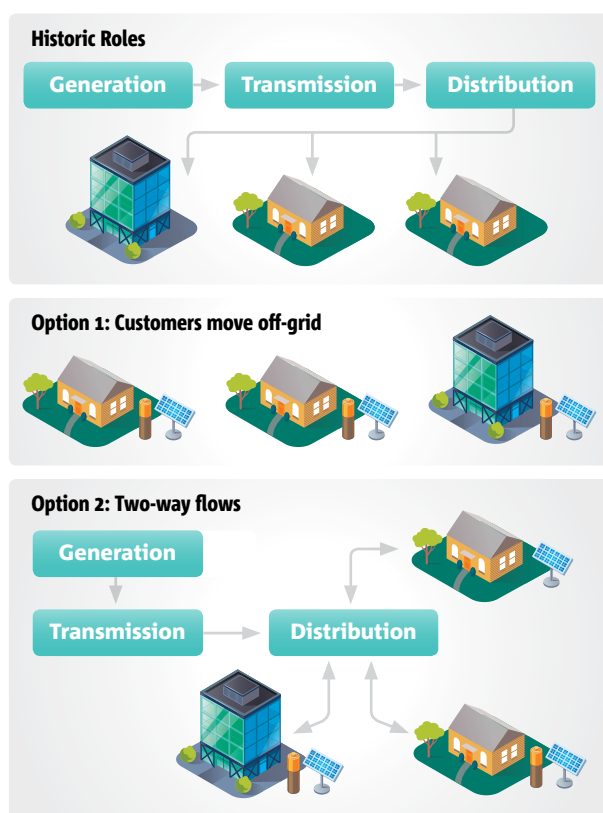 Historic Roles
Generation
Transmission
Distribution
Option 1: Customers move off-grid
Option 2: Two-way flows
Generation
Transmission
Distribution